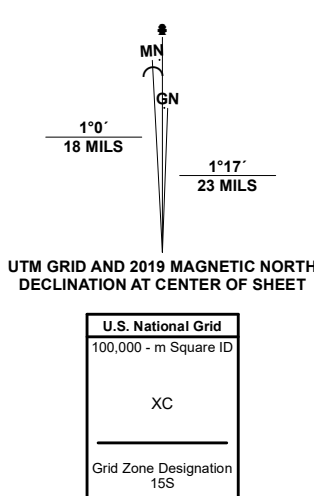 MN
GN
1°0´
18 MILS
1°17´
23 MILS
UTM GRID AND 2019 MAGNETIC NORTH
DECLINATION AT CENTER OF SHEET
U.S. National Grid
100,000 - m Square ID
XC
Grid Zone Designation
15S